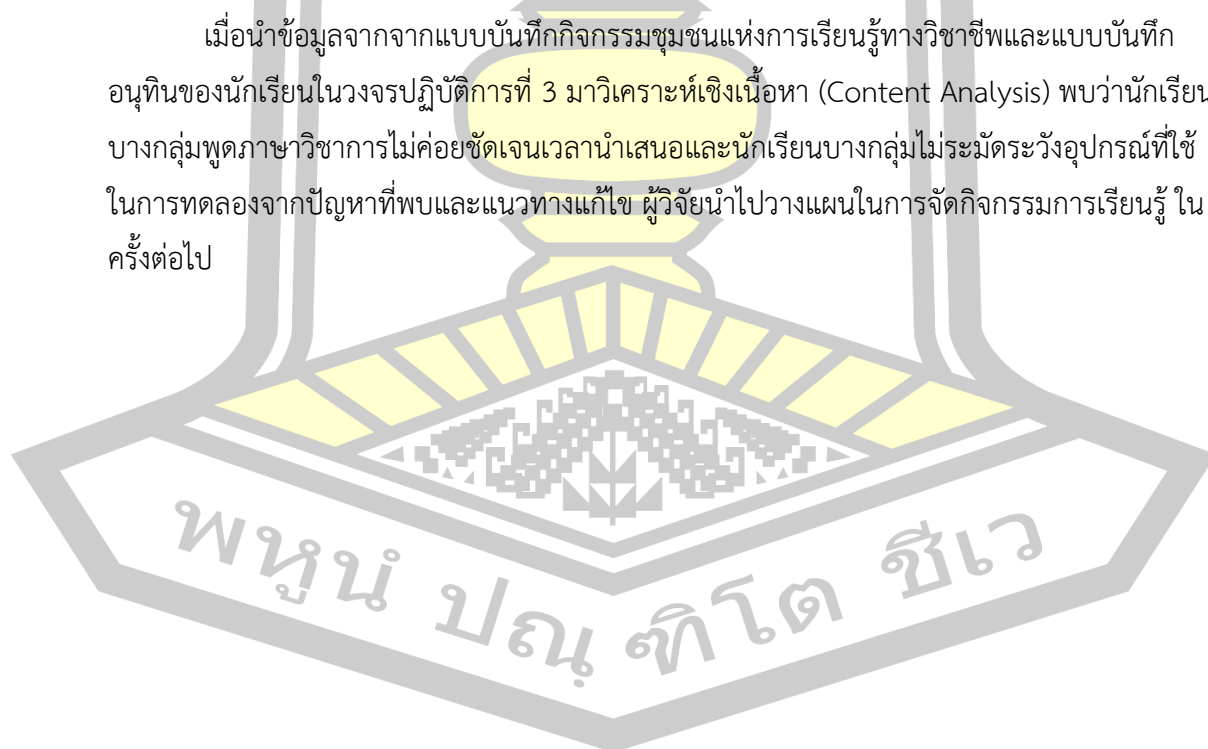 เมื่อนำข้อมูลจากจากแบบบันทึกกิจกรรมชุมชนแห่งการเรียนรู้ทางวิชาชีพและแบบบันทึก
อนุทินของนักเรียนในวงจรปฏิบัติการที่ 3 มาวิเคราะห์เชิงเนื้อหา (Content Analysis) พบว่านักเรียน
บางกลุ่มพูดภาษาวิชาการไม่ค่อยชัดเจนเวลานำเสนอและนักเรียนบางกลุ่มไม่ระมัดระวังอุปกรณ์ที่ใช้
ในการทดลองจากปัญหาที่พบและแนวทางแก้ไข ผู้วิจัยนำไปวางแผนในการจัดกิจกรรมการเรียนรู้ ใน
ครั้งต่อไป
พหูนํ ปณฺฑิโต ชีเว